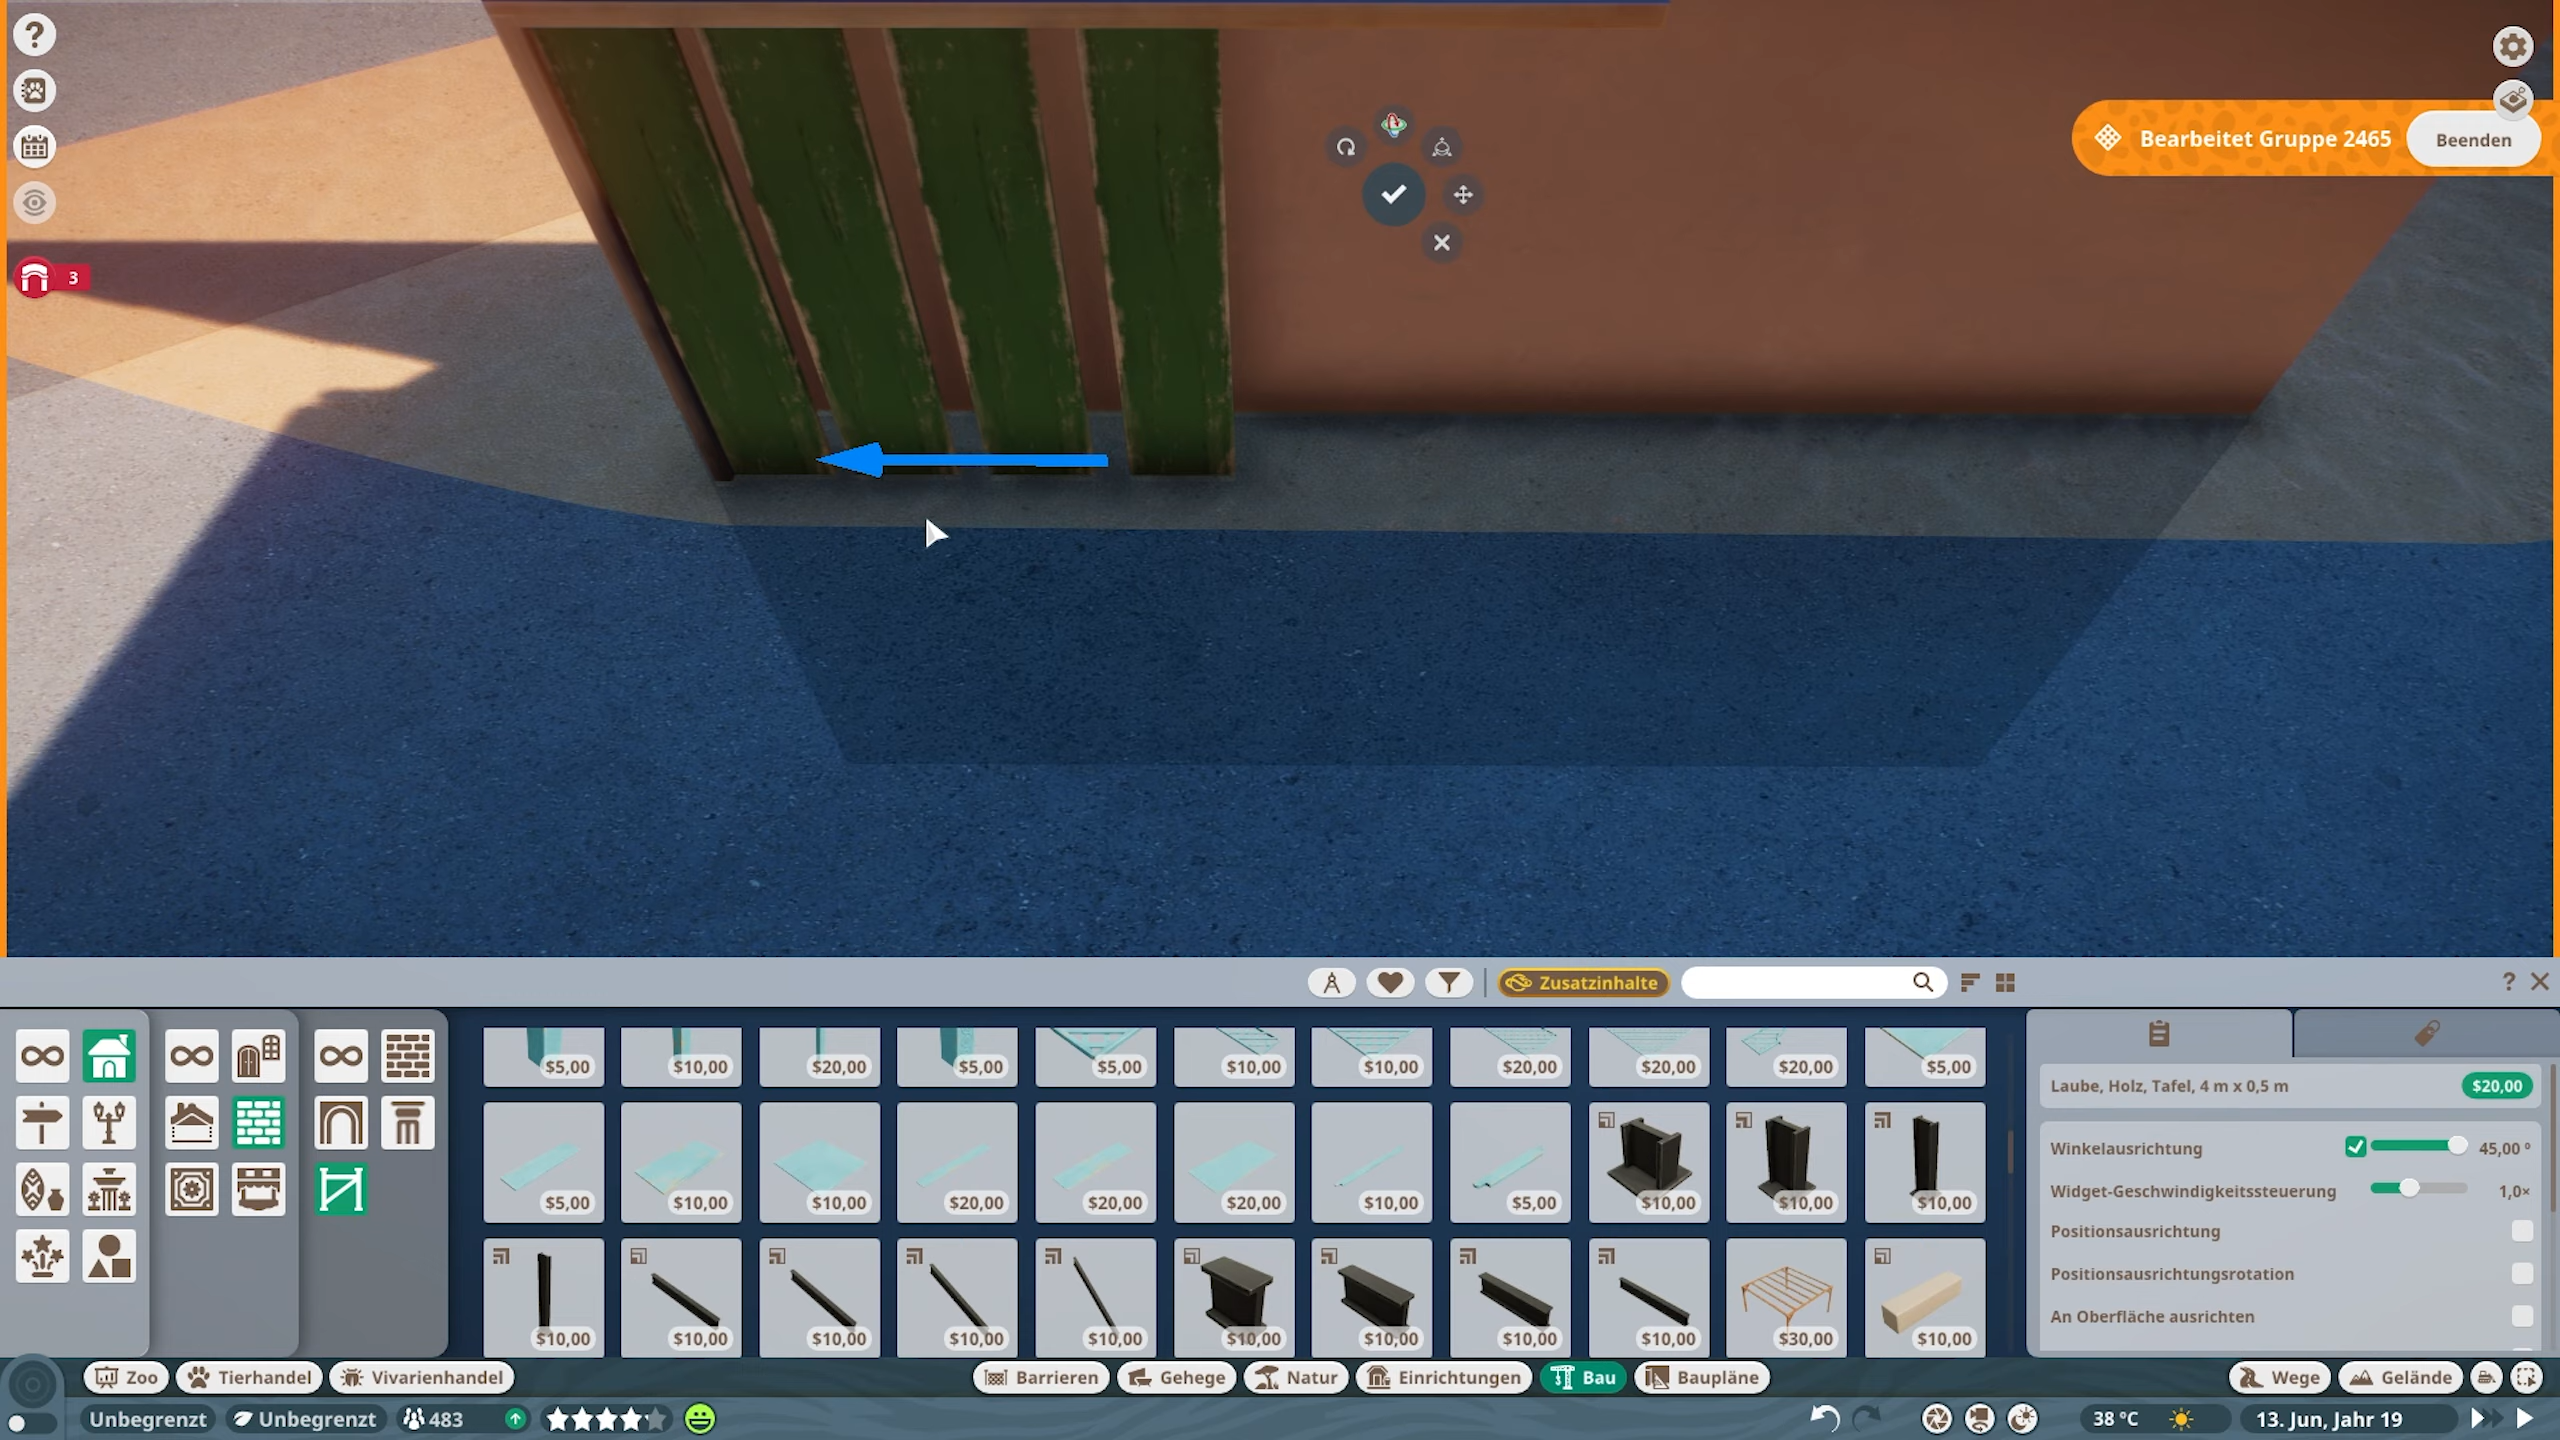 ?
3
Bearbeitet Gruppe 2465
Beenden
Zusatzinhalte
?
$5,00 $10,00 $20,00 $5,00 $5,00 $10,00 $10,00 $20,00 $20,00 $20,00 $5,00
$5,00 $10,00 $10,00 $20,00 $20,00 $20,00 $10,00 $5,00 $10,00 $10,00 $10,00
$10,00 $10,00 $10,00 $10,00 $10,00 $10,00 $10,00 $10,00 $10,00 $30,00 $10,00
Laube, Holz, Tafel, 4 m x 0,5 m $20,00
Winkelausrichtung 45,00 °
Widget-Geschwindigkeitssteuerung 1,0×
Positionsausrichtung
Positionsausrichtungsrotation
An Oberfläche ausrichten
Zoo Tierhandel Vivarienhandel Barrieren Gehege Natur Einrichtungen Bau Baupläne Wege Gelände
Unbegrenzt Unbegrenzt 483 38 °C 13. Jun, Jahr 19